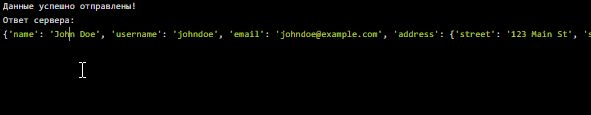 Данные успешно отправлены!
Ответ сервера:
{'name': 'John Doe', 'username': 'johndoe', 'email': 'johndoe@example.com', 'address': {'street': '123 Main St', 's